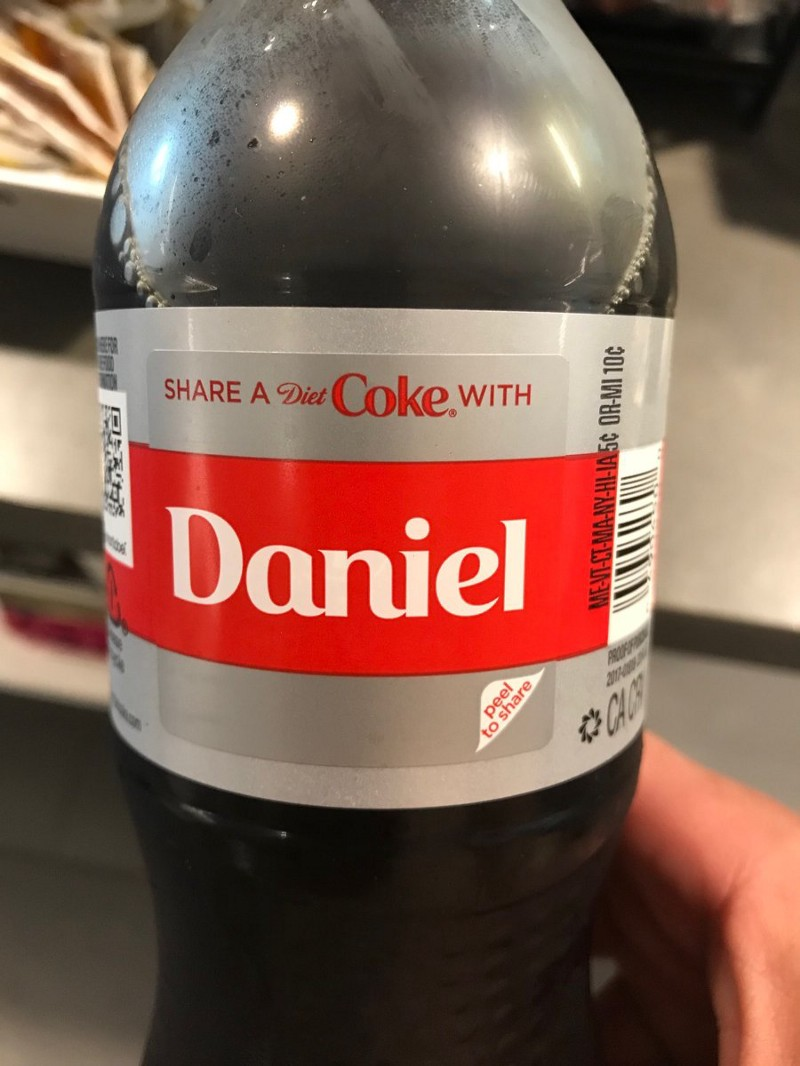 SHARE A Diet Coke® WITH
Daniel
peel
to share
ME-VT-CT-MA-NY-HI-IA 5¢ OR-MI 10¢
CA CR